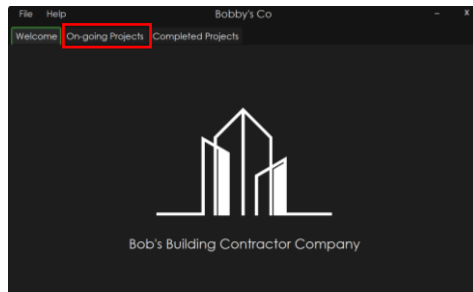 File Help Bobby's Co – X
Welcome On-going Projects Completed Projects
Bob's Building Contractor Company